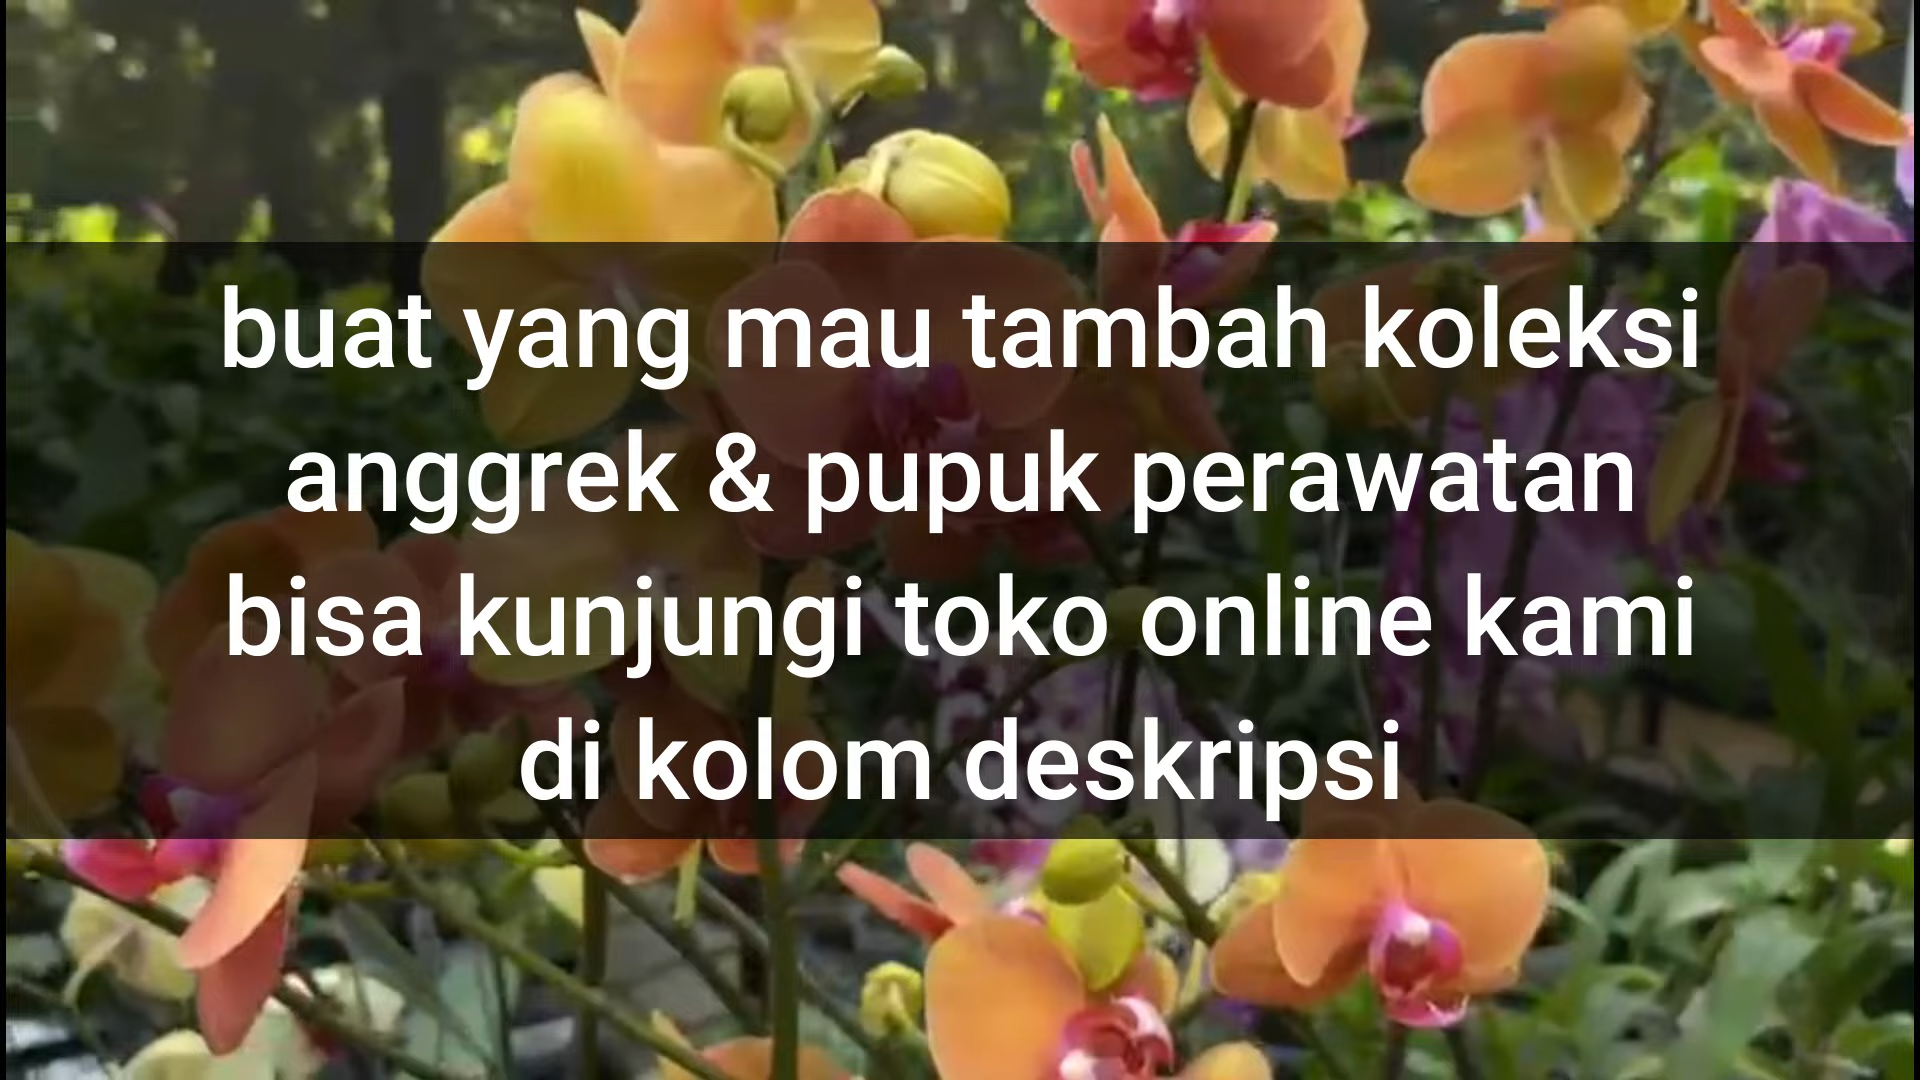 buat yang mau tambah koleksi
anggrek & pupuk perawatan
bisa kunjungi toko online kami
di kolom deskripsi